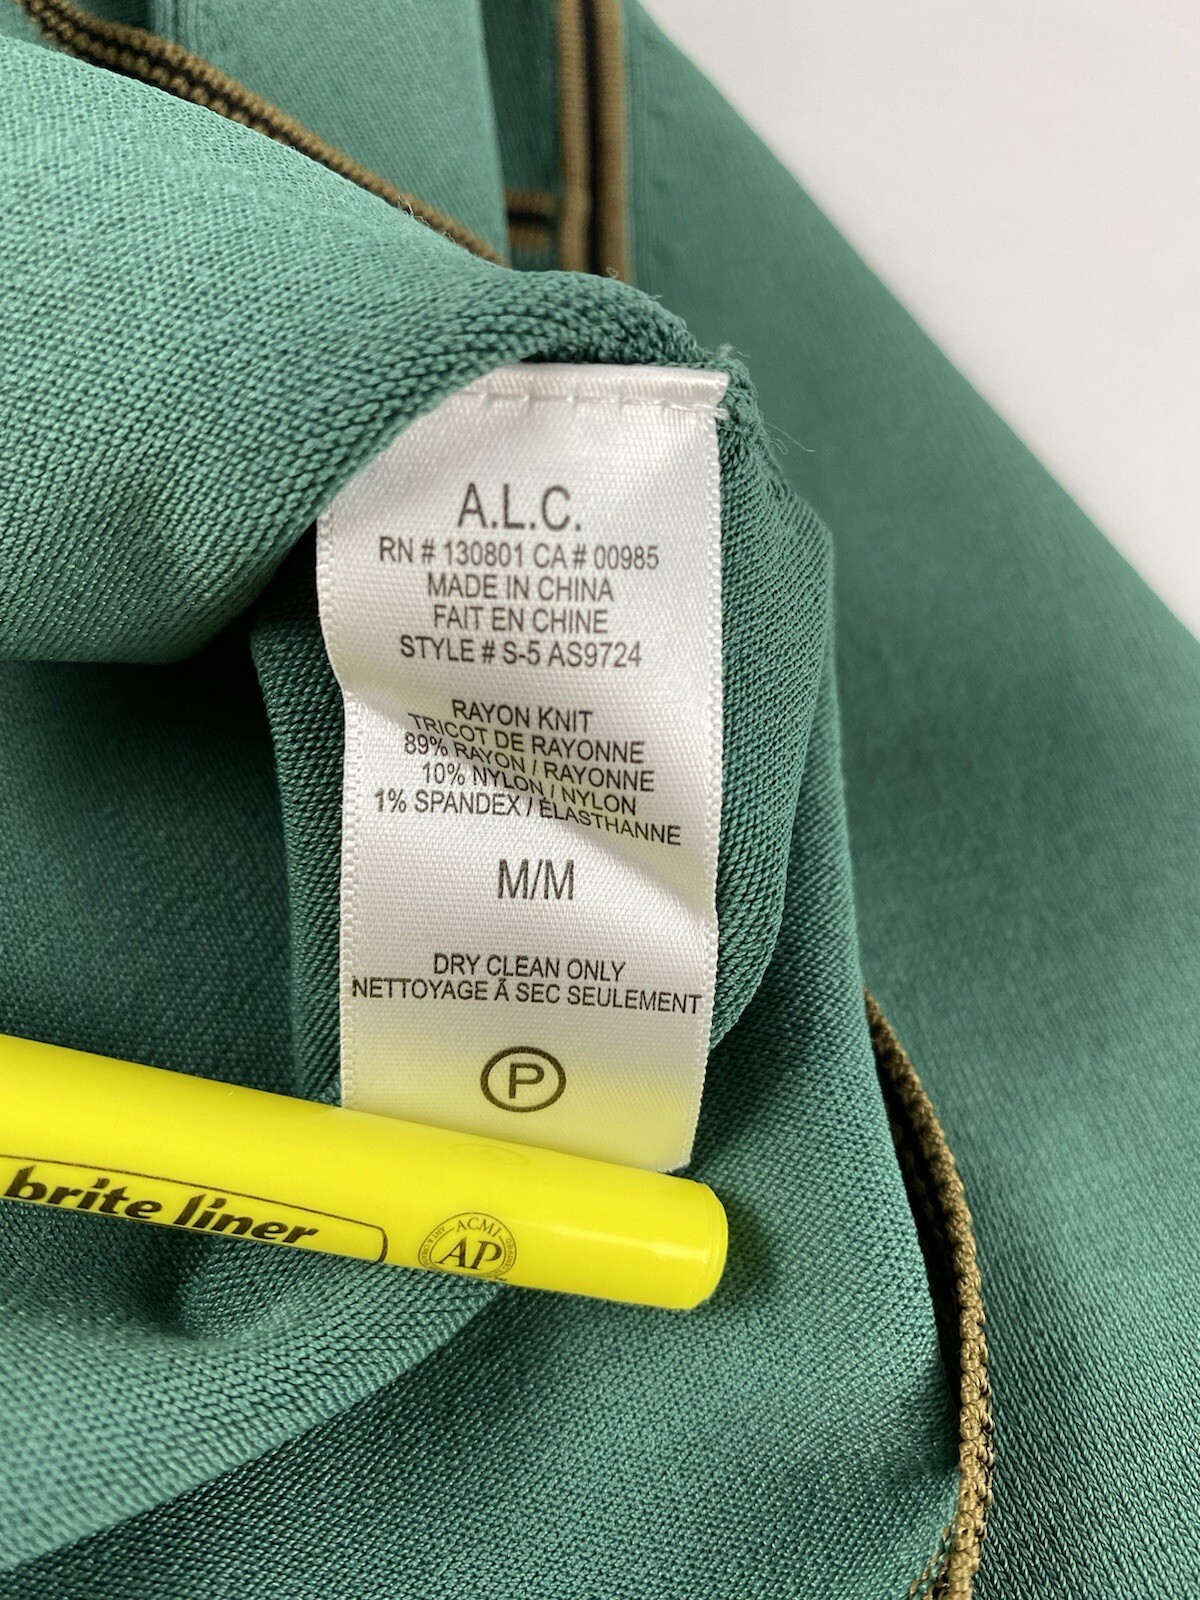 A.L.C.
RN # 130801 CA # 00985
MADE IN CHINA
FAIT EN CHINE
STYLE # S-5 AS9724
RAYON KNIT
TRICOT DE RAYONNE
89% RAYON / RAYONNE
10% NYLON / NYLON
1% SPANDEX / ÉLASTHANNE
M/M
DRY CLEAN ONLY
NETTOYAGE Ã SEC SEULEMENT
P
brite liner
ACMI
AP